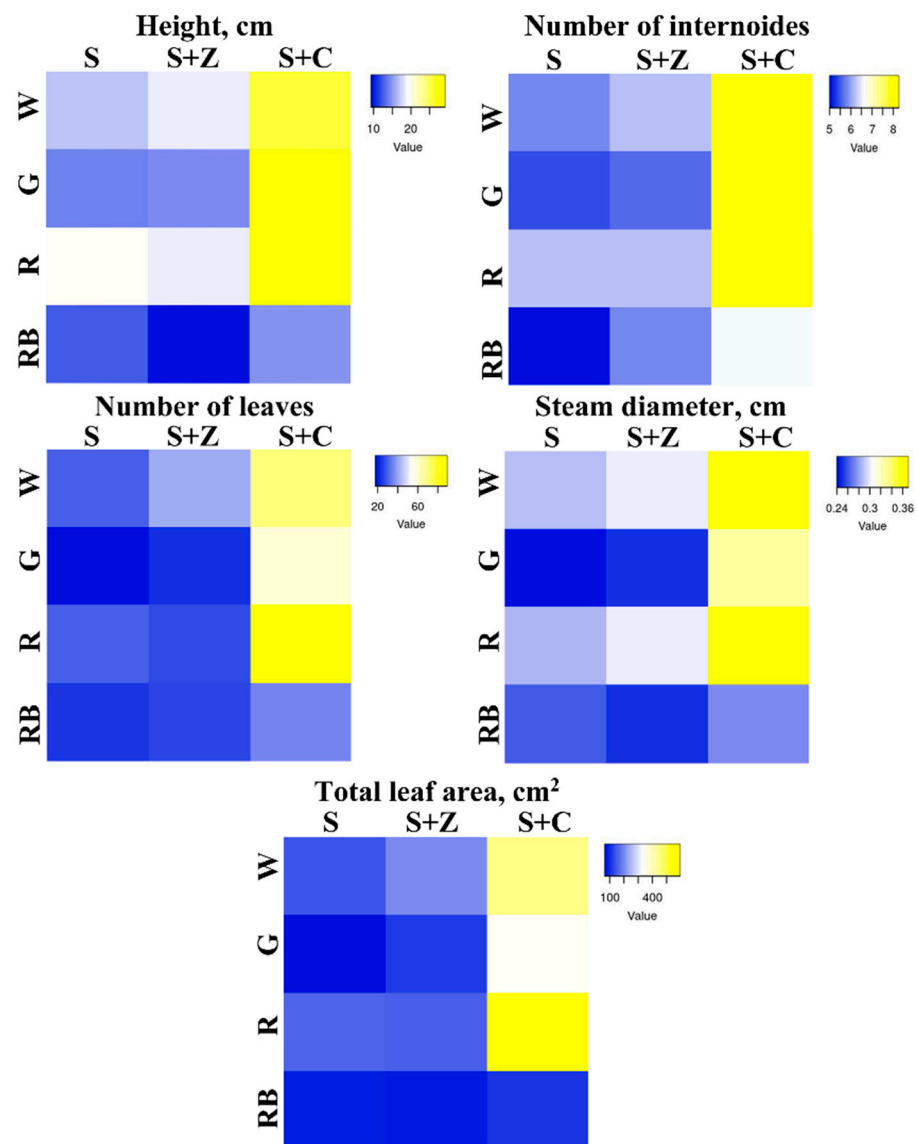 Height, cm
S S+Z S+C
W
G
R
RB
10 20
Value
Number of internoides
S S+Z S+C
W
G
R
RB
5 6 7 8
Value
Number of leaves
S S+Z S+C
W
G
R
RB
20 60
Value
Steam diameter, cm
S S+Z S+C
W
G
R
RB
0.24 0.3 0.36
Value
Total leaf area, cm²
S S+Z S+C
W
G
R
RB
100 400
Value